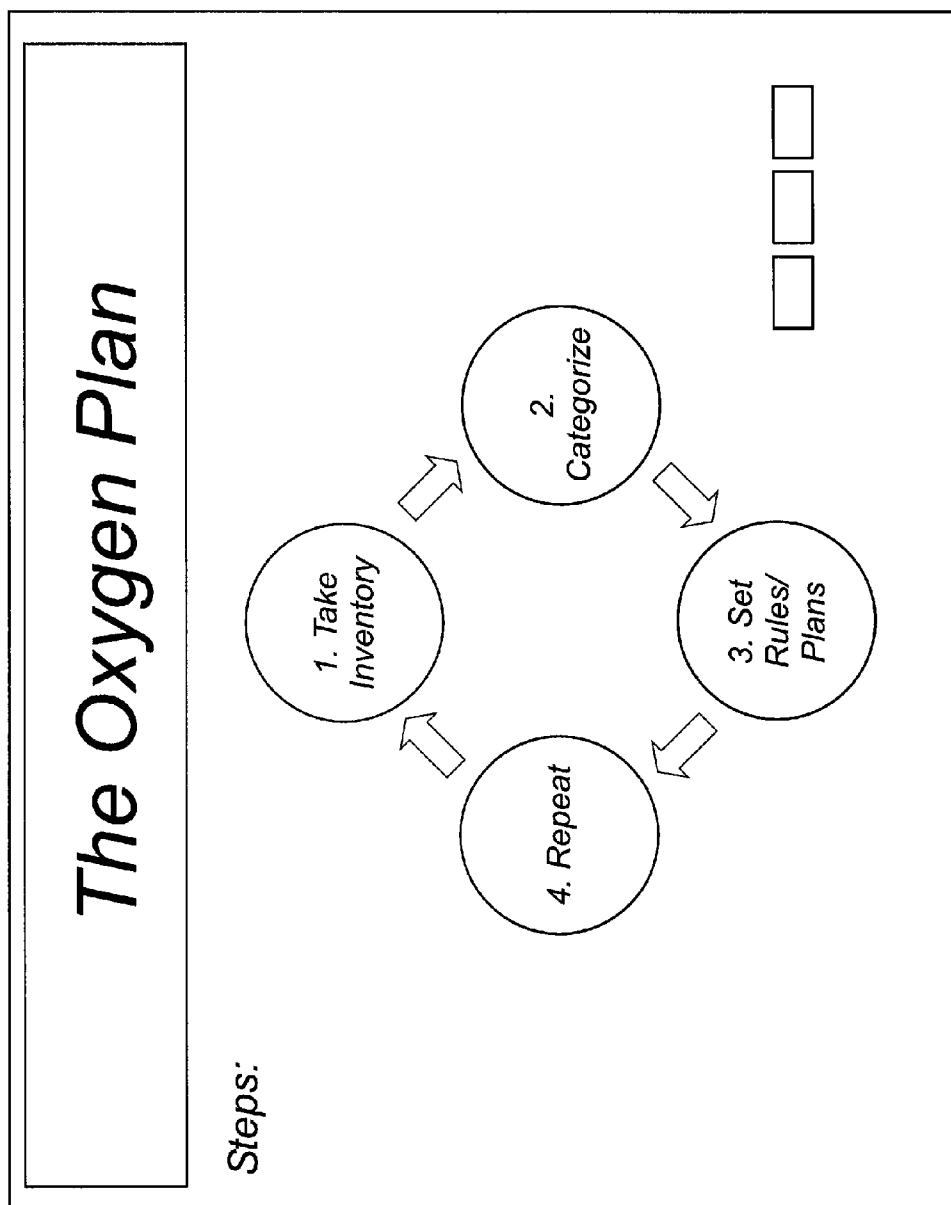 The Oxygen Plan
Steps:
1. Take
Inventory
2.
Categorize
3. Set
Rules/
Plans
4. Repeat